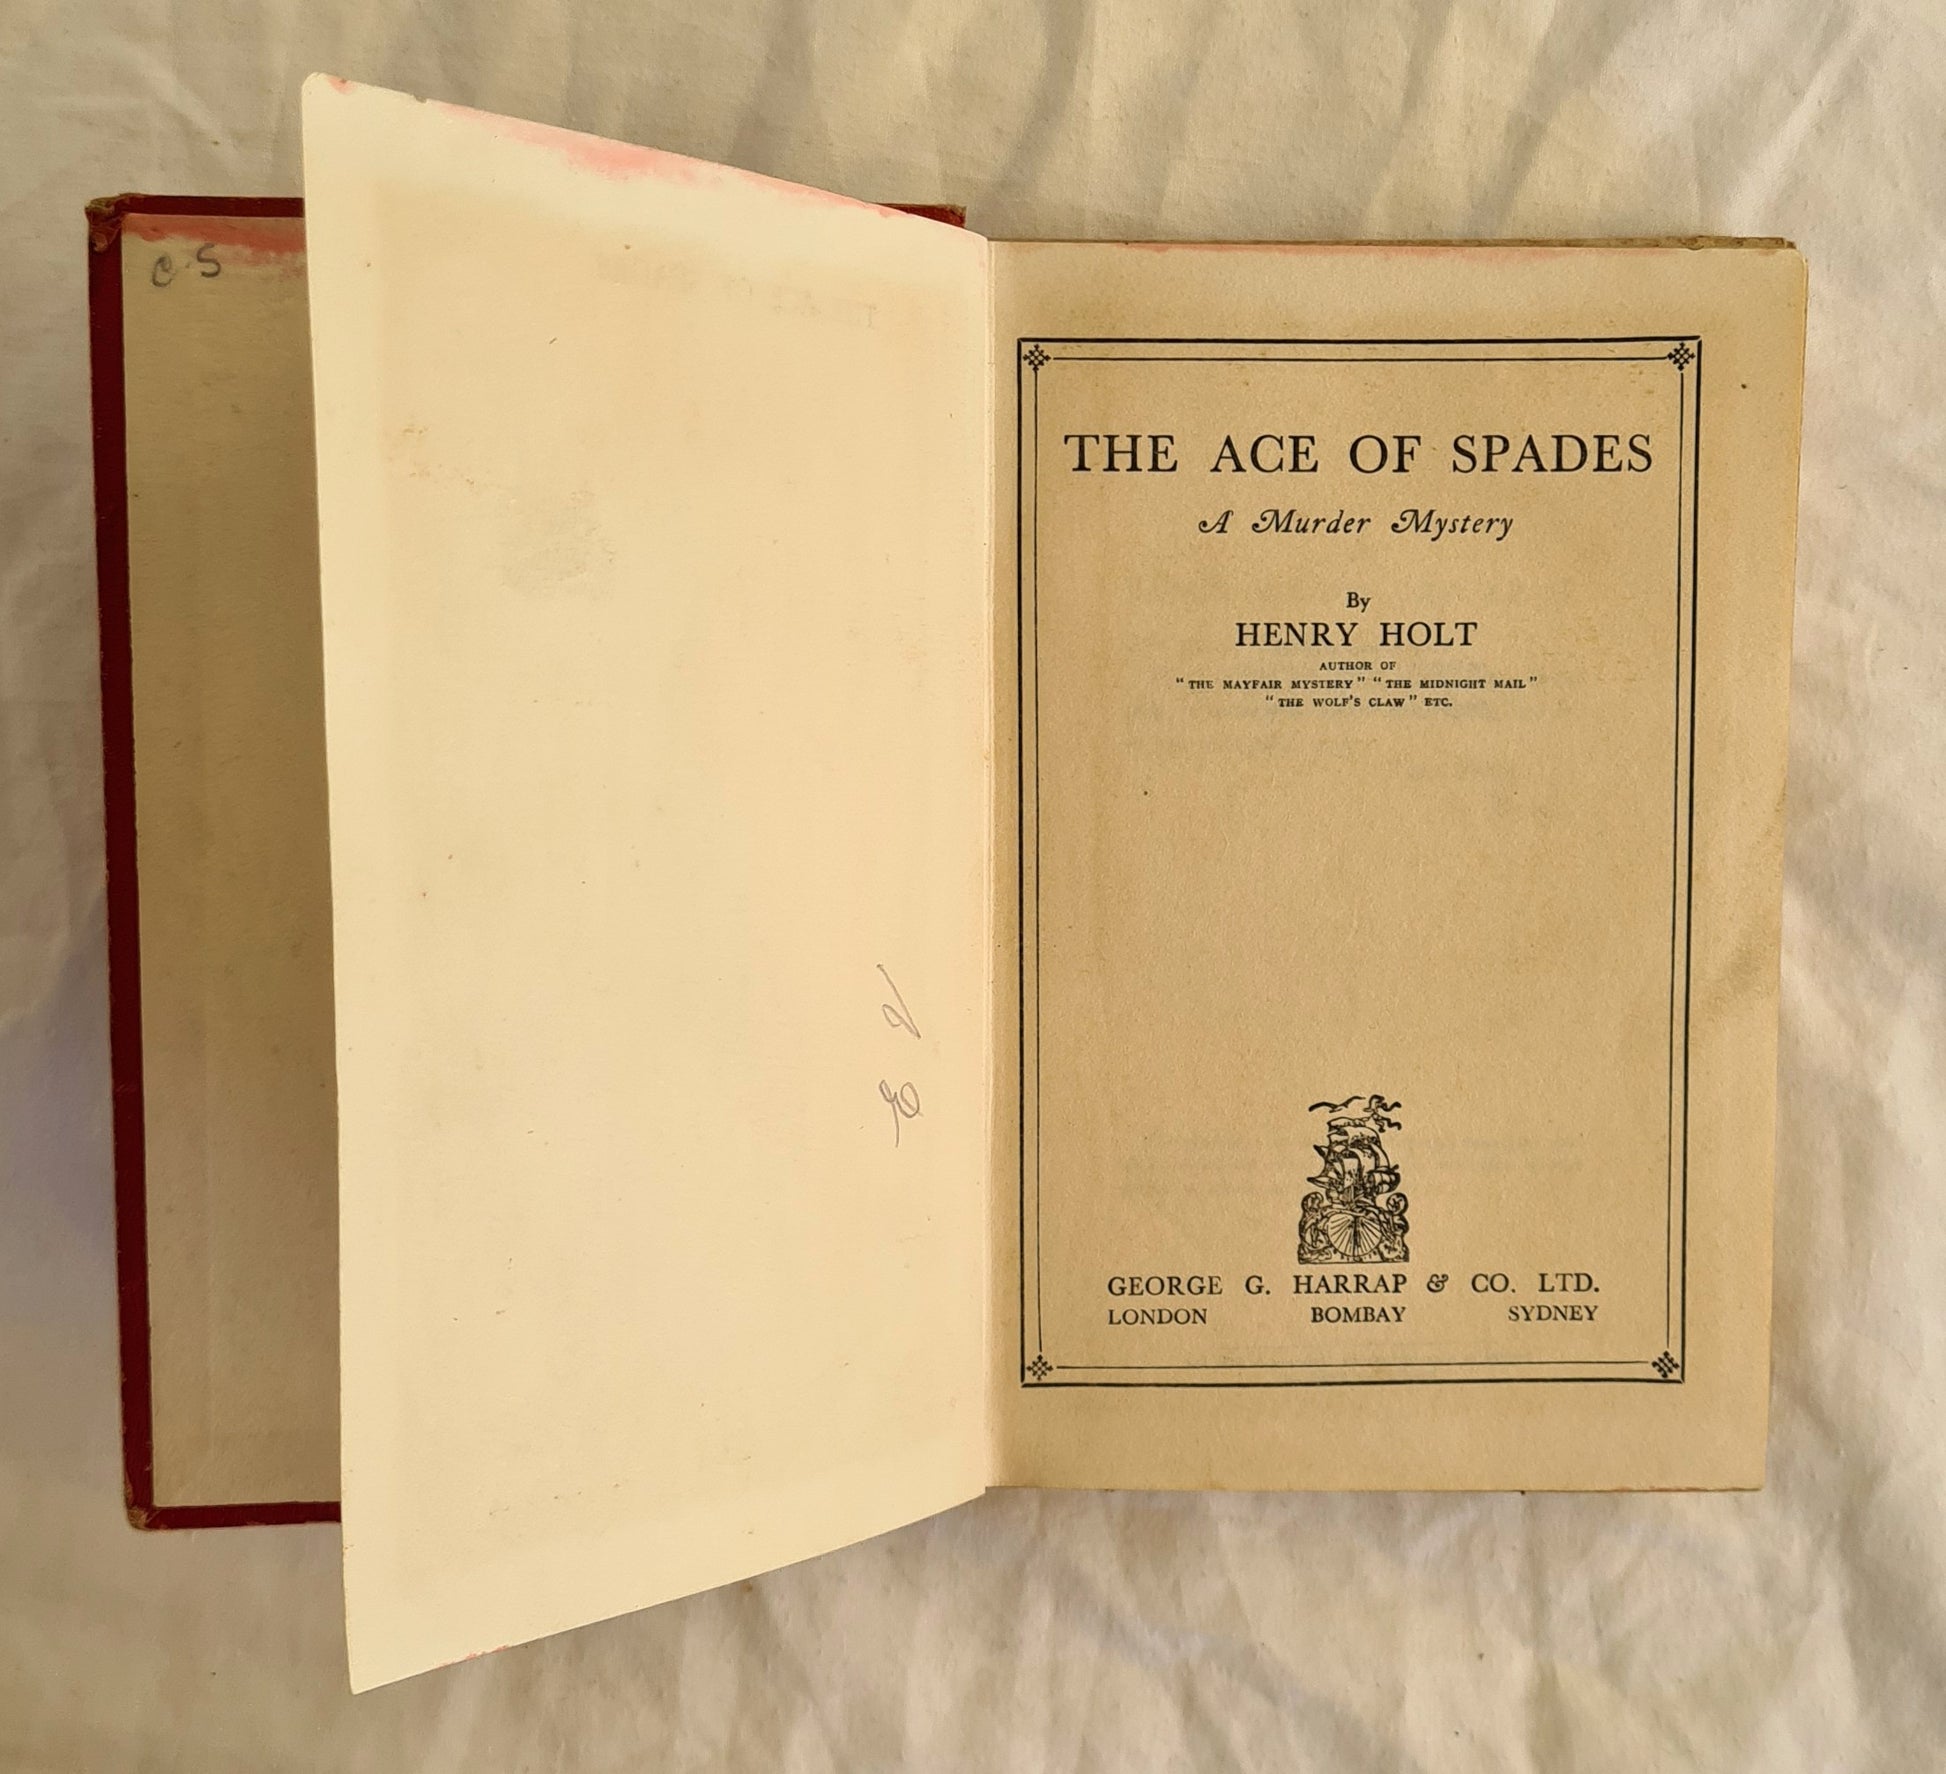 C.S
THE ACE OF SPADES
A Murder Mystery
By
HENRY HOLT
AUTHOR OF
"THE MAYFAIR MYSTERY" "THE MIDNIGHT MAIL"
"THE WOLF'S CLAW" ETC.
GEORGE G. HARRAP & CO. LTD.
LONDON BOMBAY SYDNEY